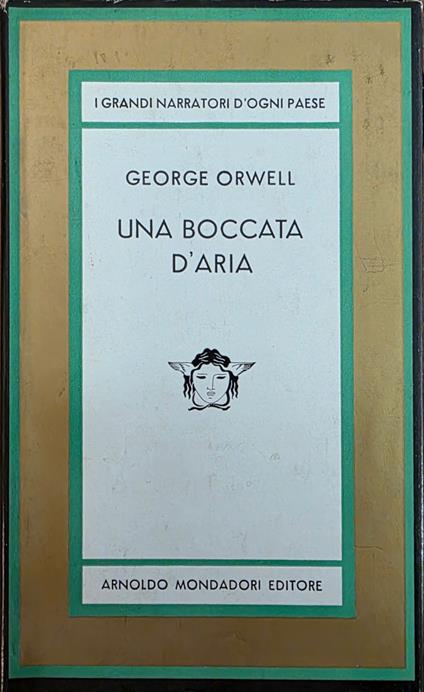 I GRANDI NARRATORI D'OGNI PAESE
GEORGE ORWELL
UNA BOCCATA
D'ARIA
ARNOLDO MONDADORI EDITORE